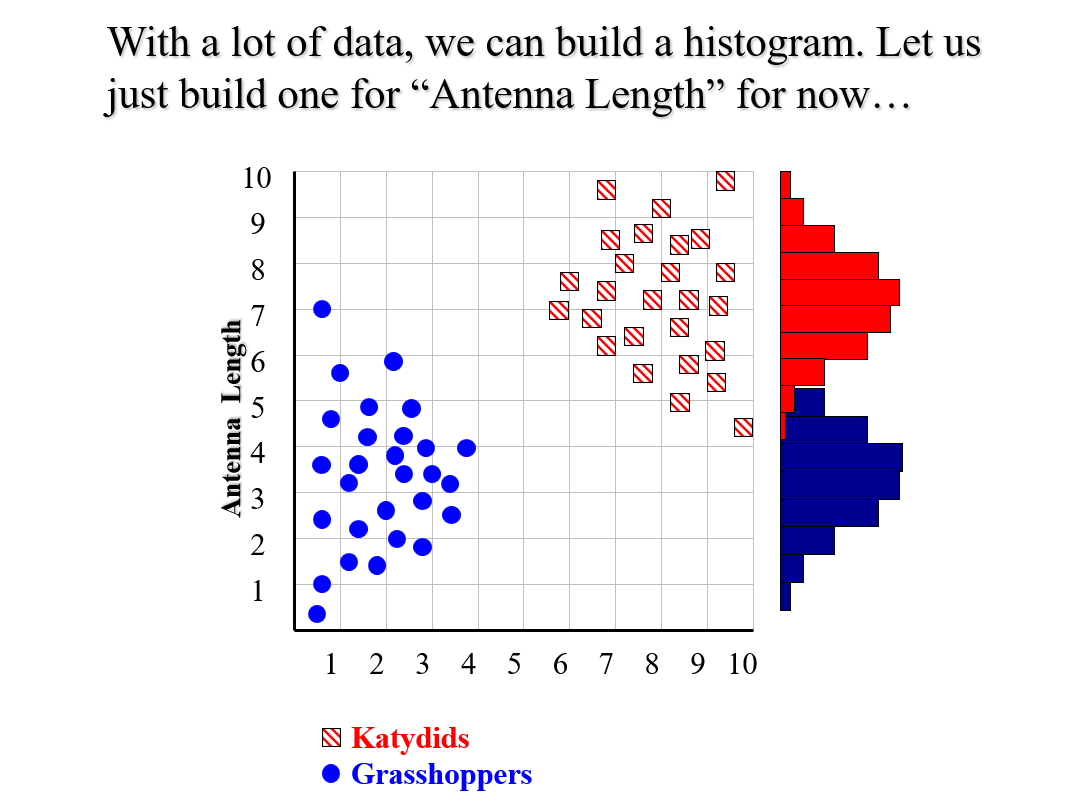 With a lot of data, we can build a histogram. Let us
just build one for “Antenna Length” for now…
10
9
8
7
6
5
4
3
2
1
Antenna Length
1 2 3 4 5 6 7 8 9 10
Katydids
Grasshoppers